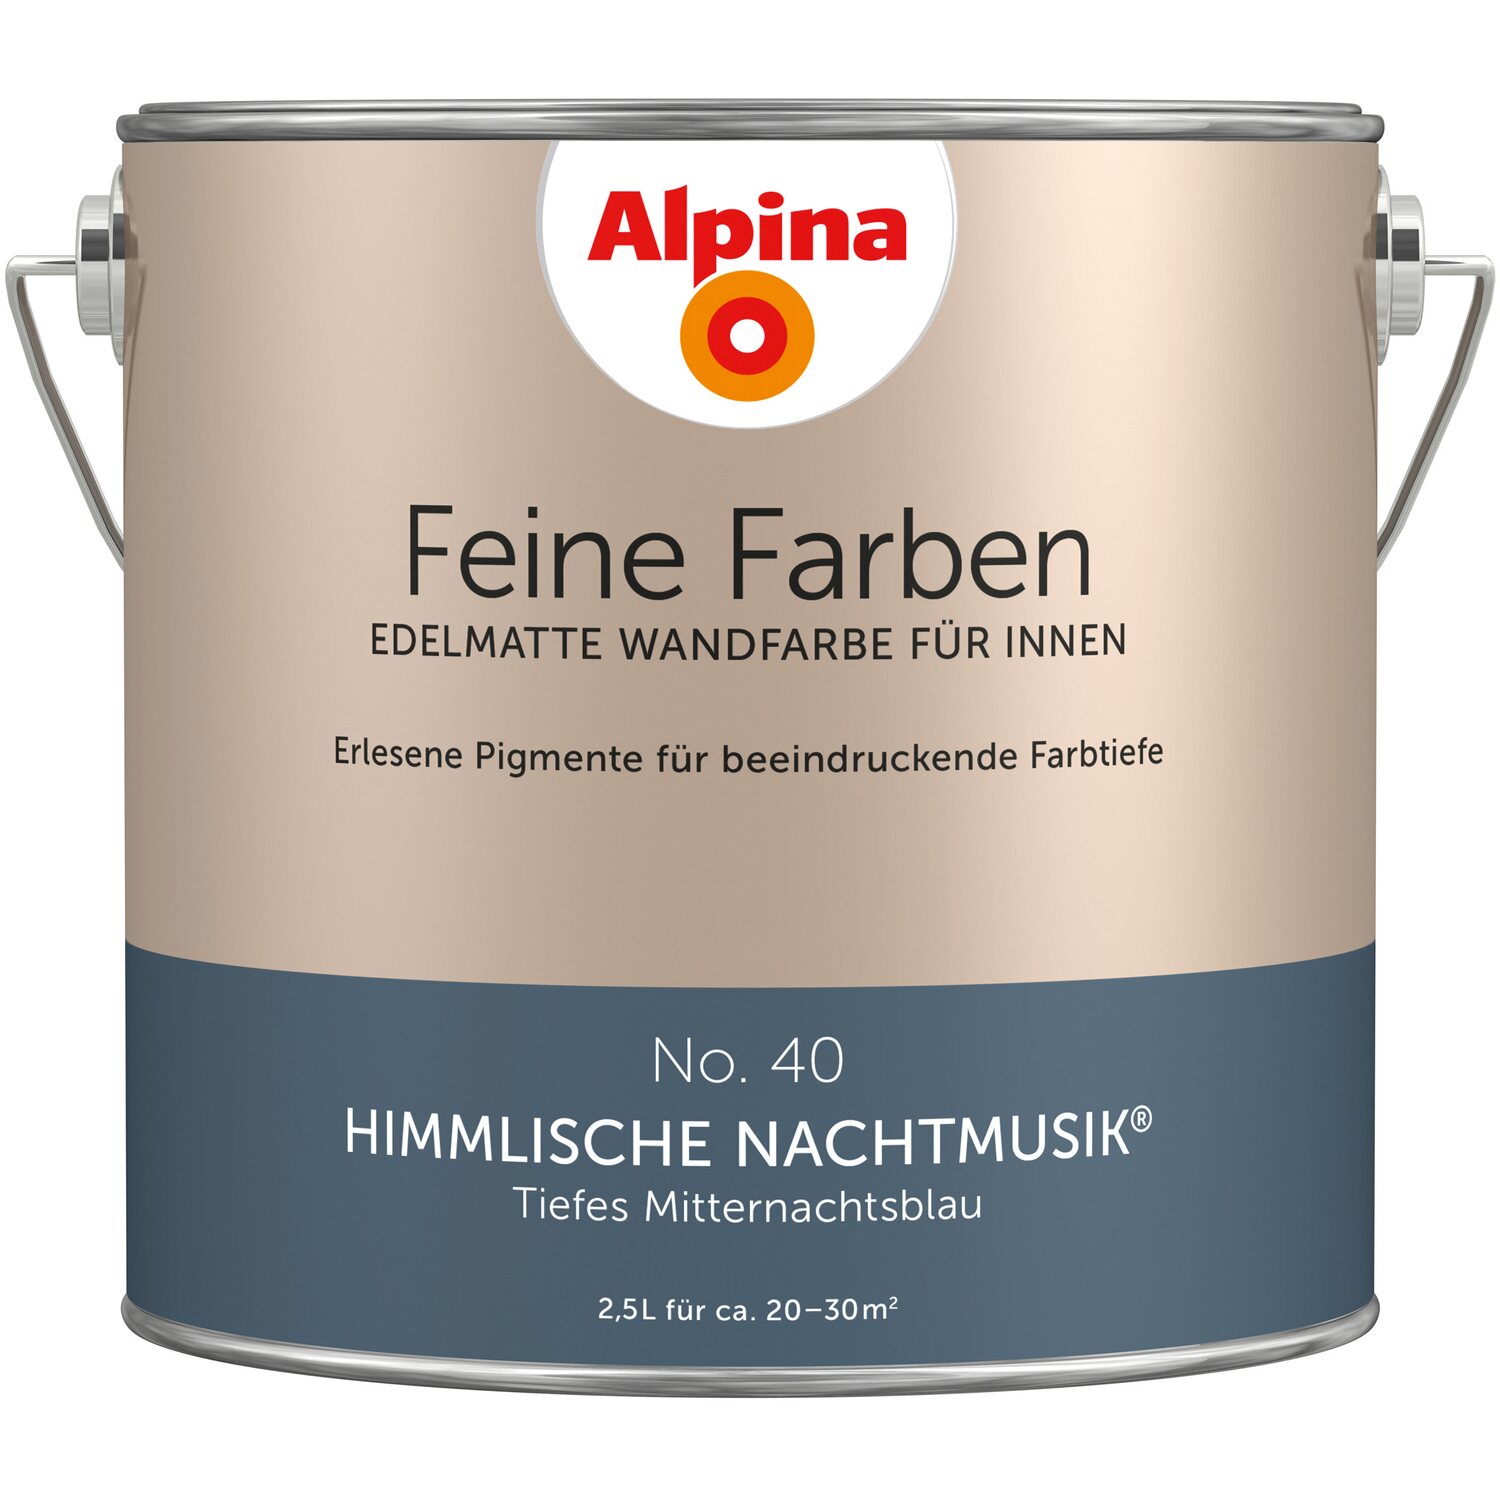 Alpina
Feine Farben
EDELMATTE WANDFARBE FÜR INNEN
Erlesene Pigmente für beeindruckende Farbtiefe
No. 40
HIMMLISCHE NACHTMUSIK®
Tiefes Mitternachtsblau
2,5L für ca. 20–30m²